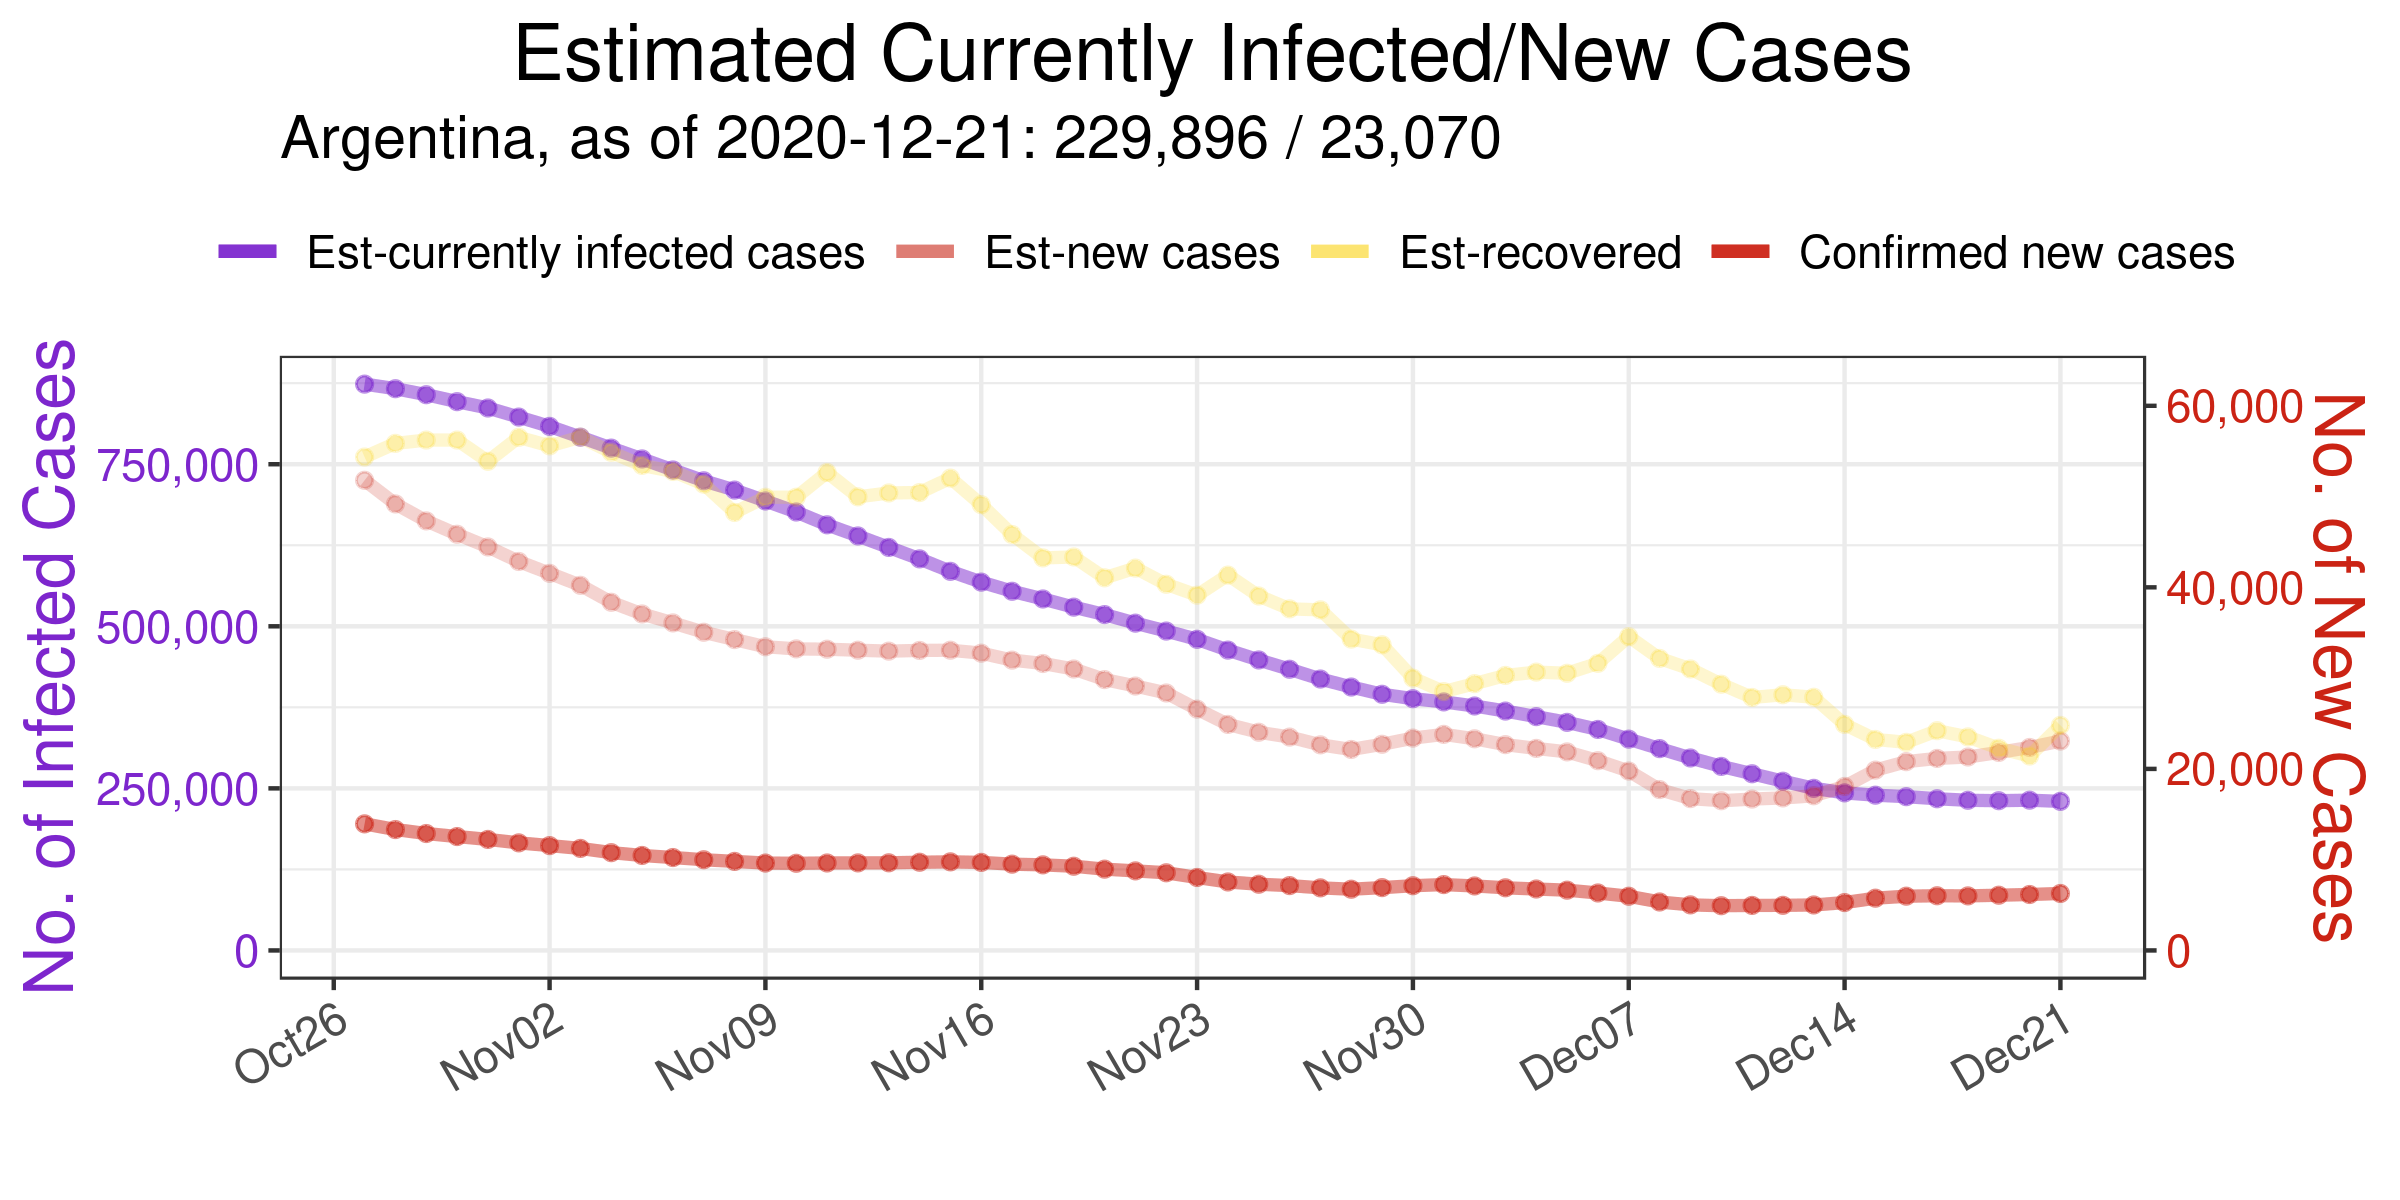 Estimated Currently Infected/New Cases
Argentina, as of 2020-12-21: 229,896 / 23,070
Est-currently infected cases Est-new cases Est-recovered Confirmed new cases
No. of Infected Cases
750,000
500,000
250,000
0
60,000
40,000
20,000
0
No. of New Cases
Oct26 Nov02 Nov09 Nov16 Nov23 Nov30 Dec07 Dec14 Dec21